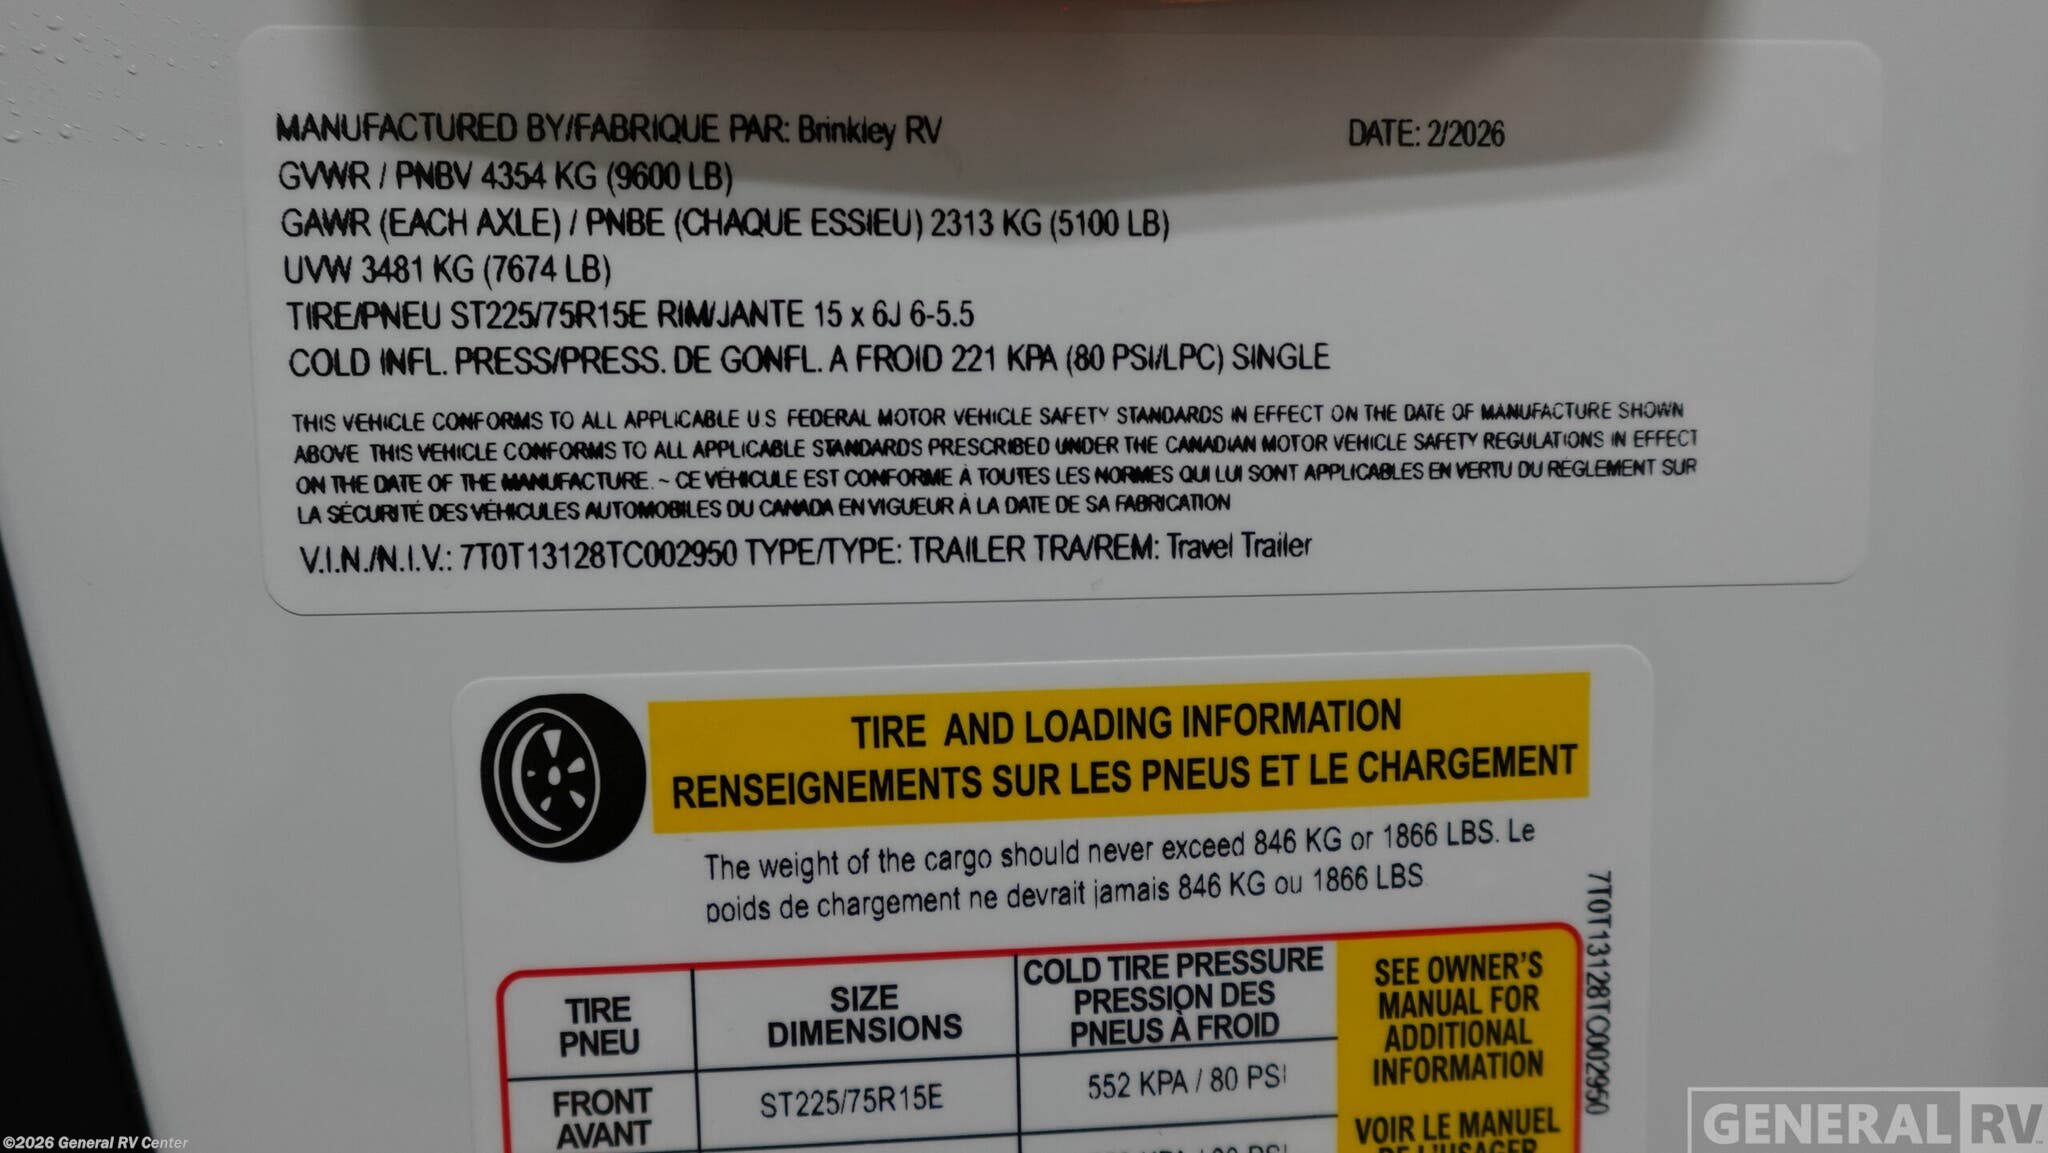 MANUFACTURED BY/FABRIQUE PAR: Brinkley RV DATE: 2/2026
GVWR / PNBV 4354 KG (9600 LB)
GAWR (EACH AXLE) / PNBE (CHAQUE ESSIEU) 2313 KG (5100 LB)
UVW 3481 KG (7674 LB)
TIRE/PNEU ST225/75R15E RIM/JANTE 15 x 6J 6-5.5
COLD INFL. PRESS/PRESS. DE GONFL. A FROID 221 KPA (80 PSI/LPC) SINGLE
THIS VEHICLE CONFORMS TO ALL APPLICABLE U S FEDERAL MOTOR VEHICLE SAFETY STANDARDS IN EFFECT ON THE DATE OF MANUFACTURE SHOWN
ABOVE THIS VEHICLE CONFORMS TO ALL APPLICABLE STANDARDS PRESCRIBED UNDER THE CANADIAN MOTOR VEHICLE SAFETY REGULATIONS IN EFFECT
ON THE DATE OF THE MANUFACTURE. ~ CE VÉHICULE EST CONFORME À TOUTES LES NORMES QUI LUI SONT APPLICABLES EN VERTU DU RÉGLEMENT SUR
LA SÉCURITÉ DES VÉHICULES AUTOMOBILES DU CANADA EN VIGUEUR À LA DATE DE SA FABRICATION
V.I.N./N.I.V.: 7T0T13128TC002950 TYPE/TYPE: TRAILER TRA/REM: Travel Trailer
TIRE AND LOADING INFORMATION
RENSEIGNEMENTS SUR LES PNEUS ET LE CHARGEMENT
The weight of the cargo should never exceed 846 KG or 1866 LBS. Le
poids de chargement ne devrait jamais 846 KG ou 1866 LBS
7T0T13128TC002950
TIRE
PNEU
SIZE
DIMENSIONS
COLD TIRE PRESSURE
PRESSION DES
PNEUS À FROID
SEE OWNER'S
MANUAL FOR
ADDITIONAL
INFORMATION
FRONT
AVANT
ST225/75R15E
552 KPA / 80 PSI
VOIR LE MANUEL
DE L'USAGER
©2026 General RV Center
GENERAL RV